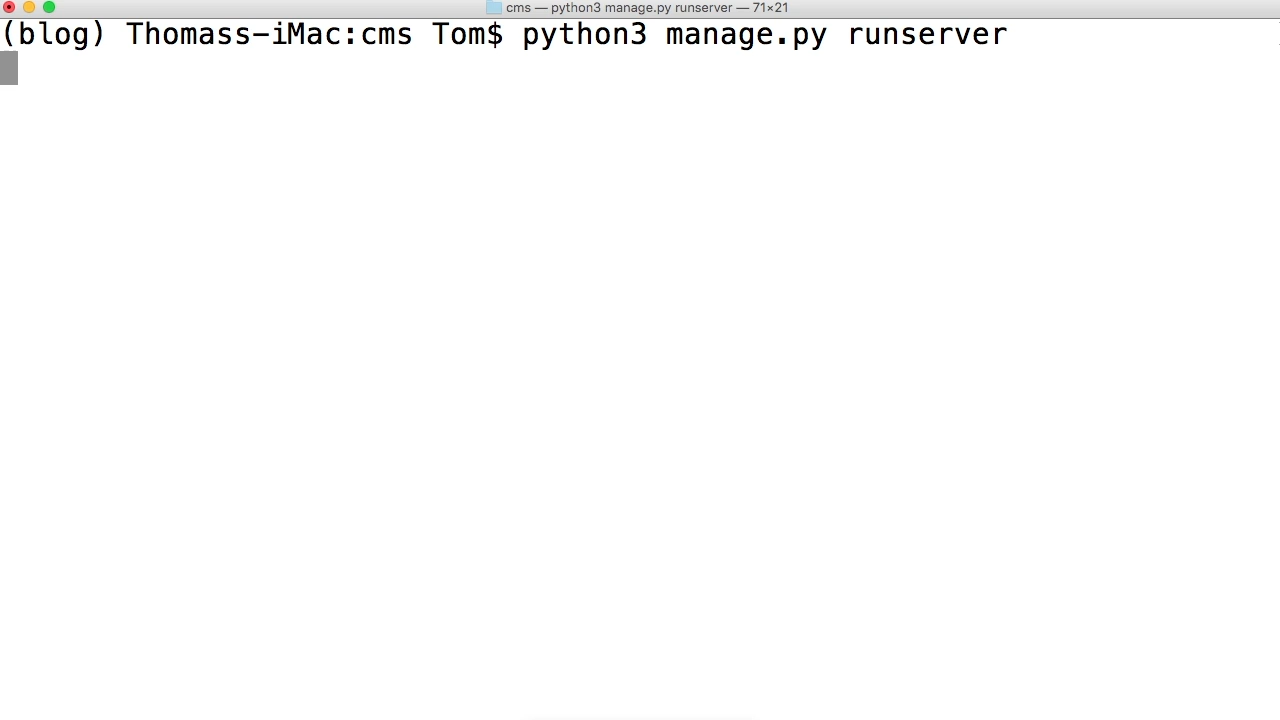 cms — python3 manage.py runserver — 71×21
(blog) Thomass-iMac:cms Tom$ python3 manage.py runserver